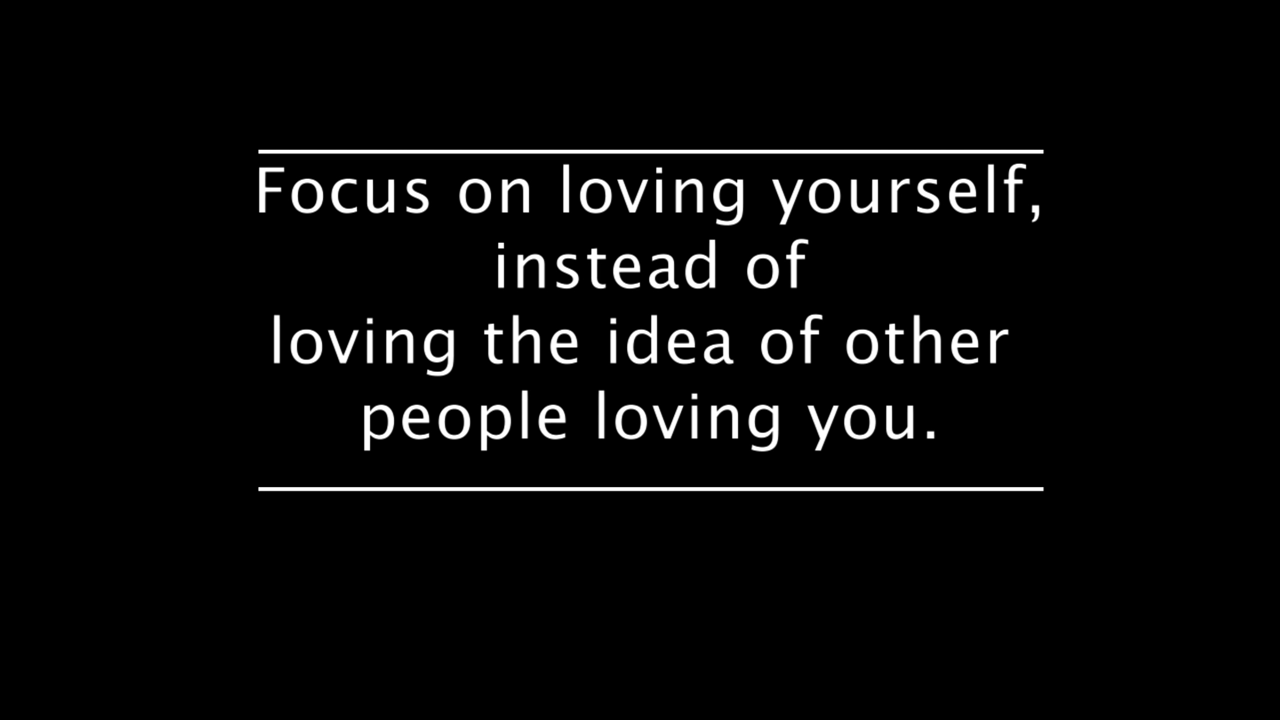 Focus on loving yourself,
instead of
loving the idea of other
people loving you.